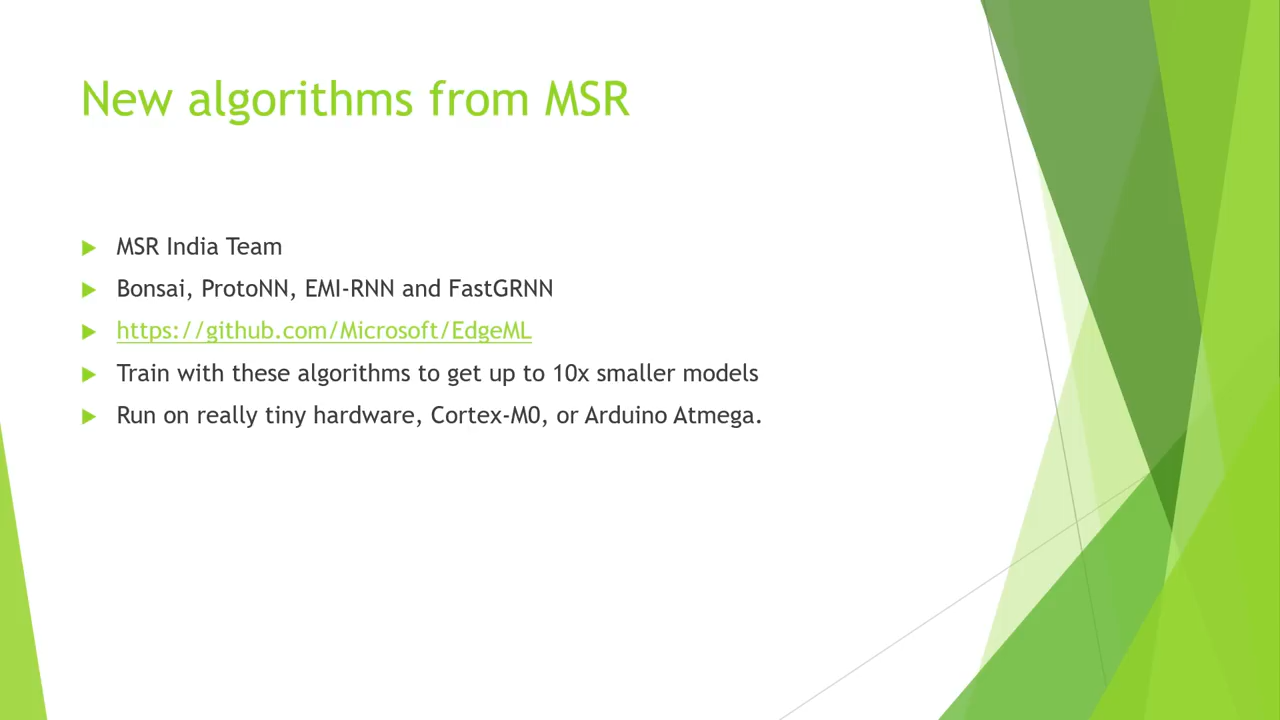 New algorithms from MSR
MSR India Team
Bonsai, ProtoNN, EMI-RNN and FastGRNN
https://github.com/Microsoft/EdgeML
Train with these algorithms to get up to 10x smaller models
Run on really tiny hardware, Cortex-M0, or Arduino Atmega.